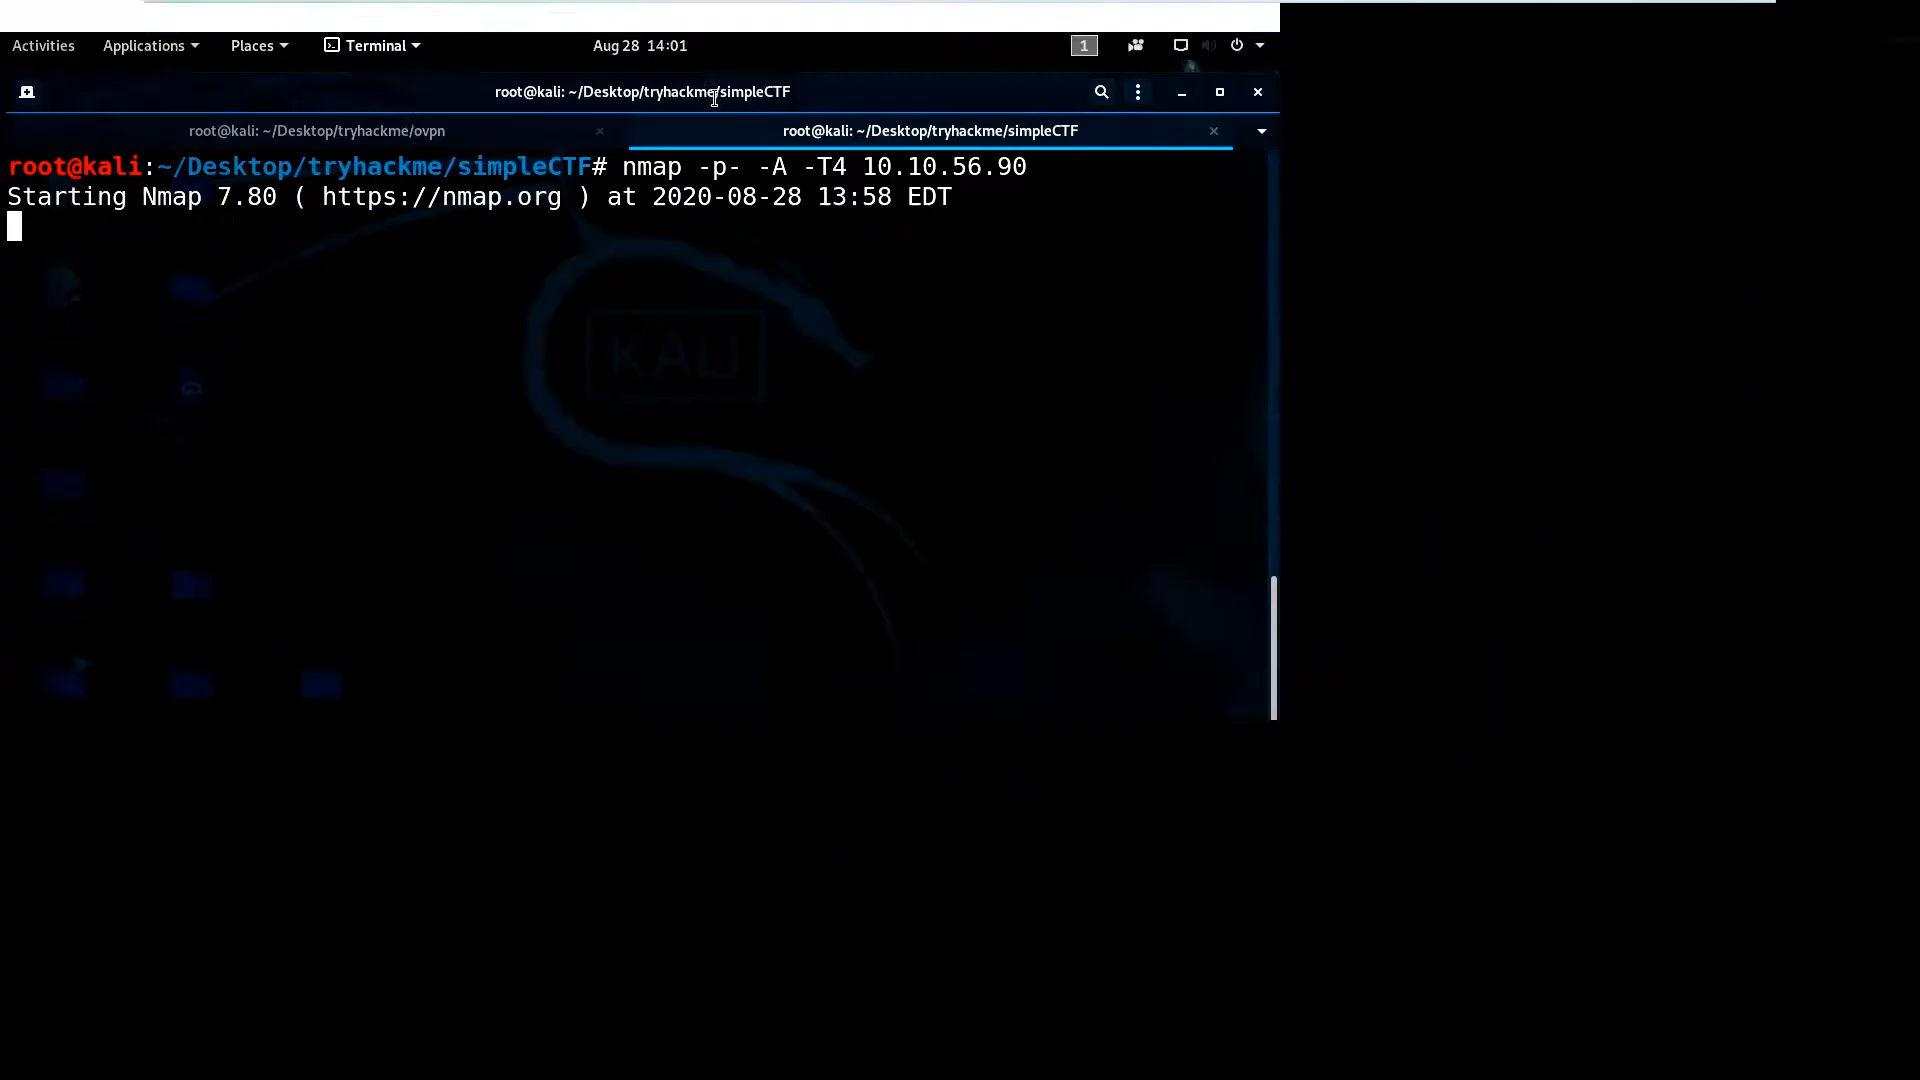 Activities Applications Places Terminal Aug 28 14:01 1
root@kali: ~/Desktop/tryhackme/simpleCTF
root@kali: ~/Desktop/tryhackme/ovpn × root@kali: ~/Desktop/tryhackme/simpleCTF ×
root@kali:~/Desktop/tryhackme/simpleCTF# nmap -p- -A -T4 10.10.56.90
Starting Nmap 7.80 ( https://nmap.org ) at 2020-08-28 13:58 EDT
KALI